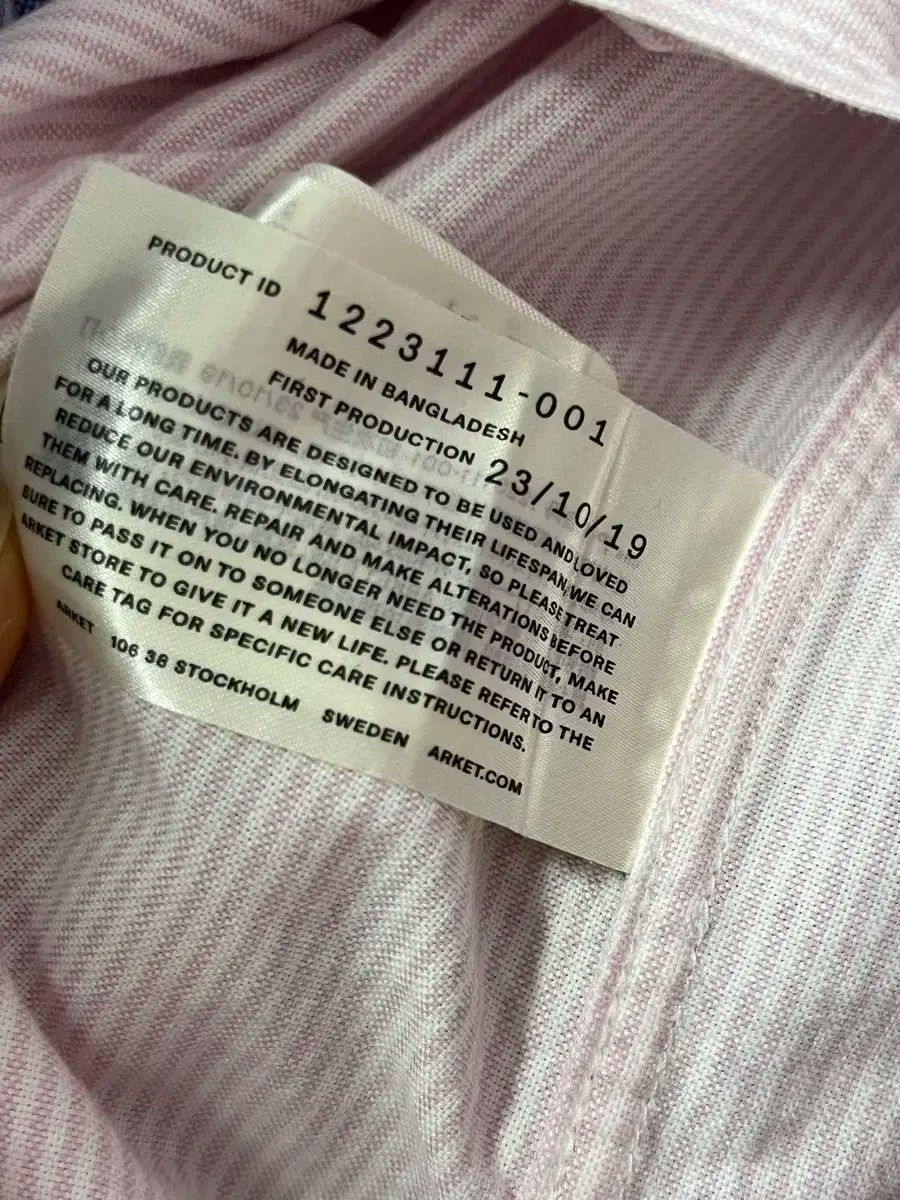 PRODUCT ID 1223111-001
MADE IN BANGLADESH
FIRST PRODUCTION 23/10/19
OUR PRODUCTS ARE DESIGNED TO BE USED AND LOVED
FOR A LONG TIME. BY ELONGATING THEIR LIFESPAN, WE CAN
REDUCE OUR ENVIRONMENTAL IMPACT, SO PLEASE TREAT
THEM WITH CARE. REPAIR AND MAKE ALTERATIONS BEFORE
REPLACING. WHEN YOU NO LONGER NEED THE PRODUCT, MAKE
SURE TO PASS IT ON TO SOMEONE ELSE OR RETURN IT TO AN
ARKET STORE TO GIVE IT A NEW LIFE. PLEASE REFER TO THE
CARE TAG FOR SPECIFIC CARE INSTRUCTIONS.
ARKET 106 38 STOCKHOLM SWEDEN ARKET.COM